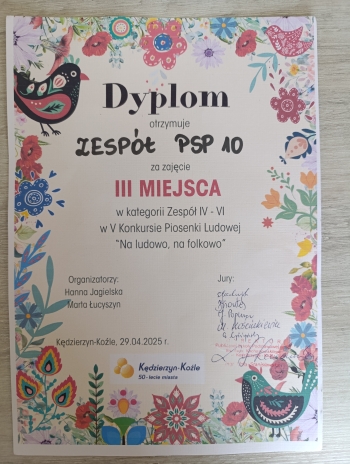 Dyplom
otrzymuje
ZESPÓŁ PSP 10
za zajęcie
III MIEJSCA
w kategorii Zespół IV - VI
w V Konkursie Piosenki Ludowej
"Na ludowo, na folkowo"
Organizatorzy:
Hanna Jagielska
Marta Łucyszyn
Jury:
Kędzierzyn-Koźle, 29.04.2025 r.
Kędzierzyn-Koźle
50-lecie miasta